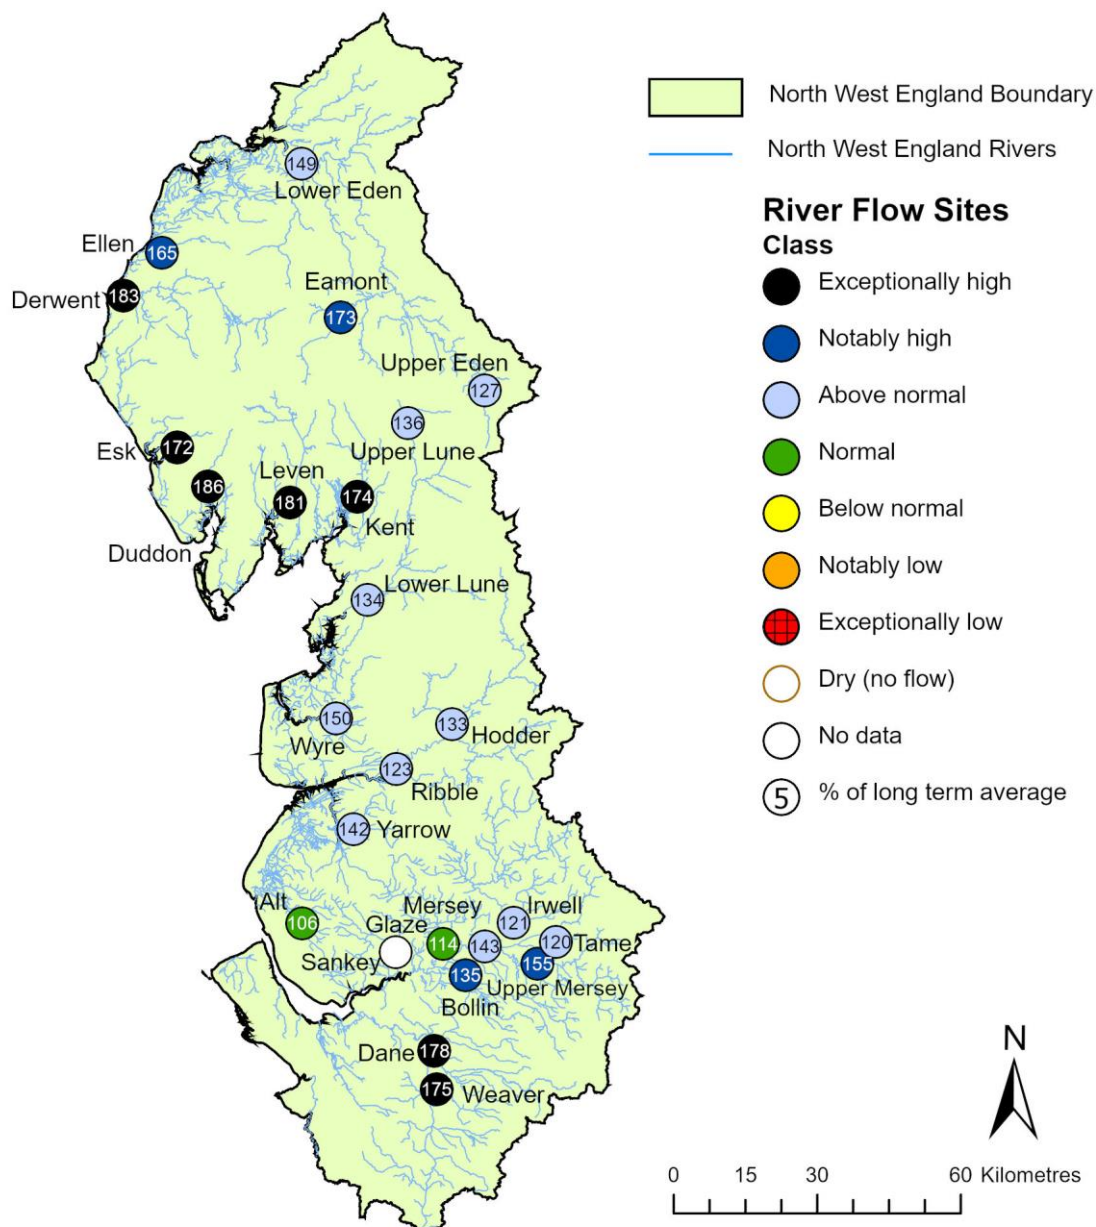 North West England Boundary
North West England Rivers
River Flow Sites
Class
Exceptionally high
Notably high
Above normal
Normal
Below normal
Notably low
Exceptionally low
Dry (no flow)
No data
5 % of long term average
149
Lower Eden
Ellen 165
Derwent 183
Eamont
173
Upper Eden
127
136
Upper Lune
Esk 172
186
Duddon
Leven
181
174
Kent
Lower Lune
134
150
Wyre
133
Hodder
123
Ribble
142 Yarrow
Alt
106
Glaze
Sankey
Mersey
114
143
Irwell
121
120 Tame
155
Upper Mersey
135
Bollin
Dane 178
175 Weaver
N
0 15 30 60 Kilometres